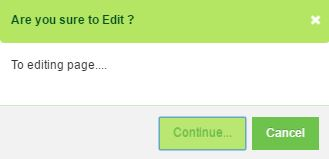 Are you sure to Edit ?
To editing page....
Continue...
Cancel